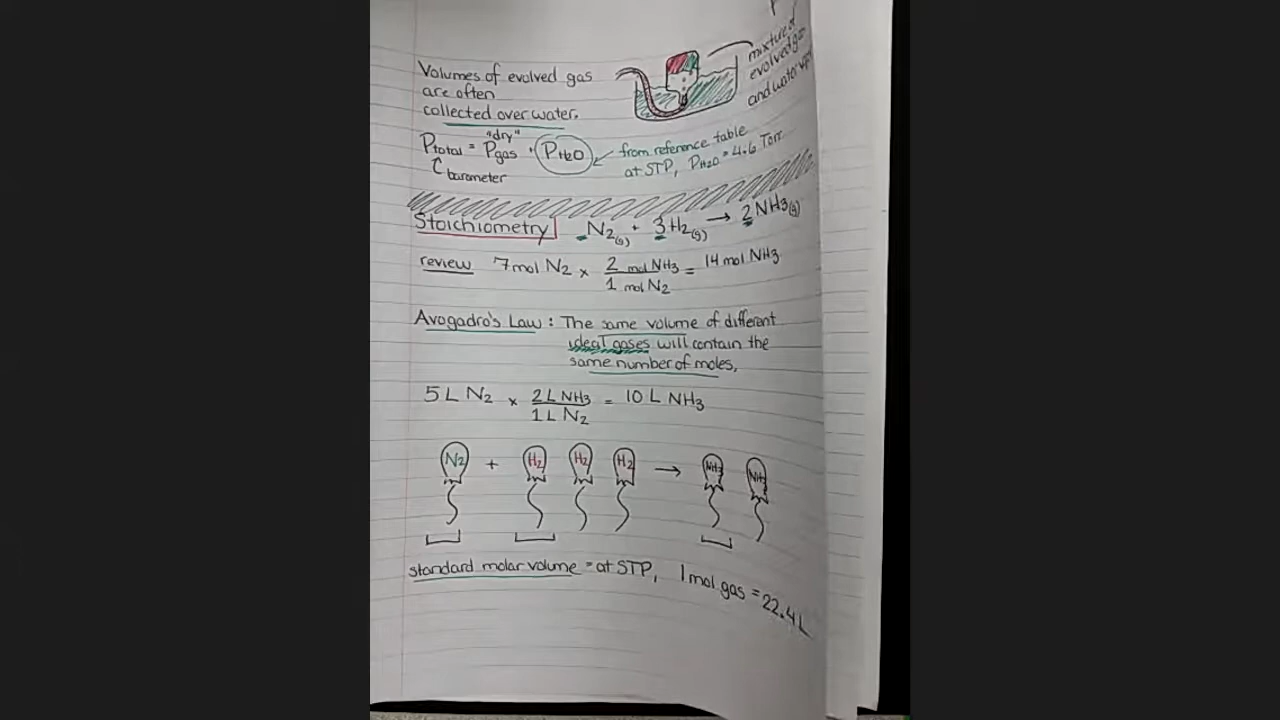 Volumes of evolved gas
are often
collected over water.
mixture of
evolved gas
and water vapor
Ptotal = P"dry" gas + PH₂O
barometer
from reference table
at STP, PH₂O = 4.6 Torr
Stoichiometry _N₂(g) + 3H₂(g) → 2NH₃(g)
review 7mol N₂ × 2 mol NH₃ / 1 mol N₂ = 14 mol NH₃
Avogadro's Law : The same volume of different
ideal gases will contain the
same number of moles.
5 L N₂ × 2 L NH₃ / 1 L N₂ = 10 L NH₃
N₂ + H₂ H₂ H₂ → NH₃ NH₃
standard molar volume = at STP, 1 mol gas = 22.4 L